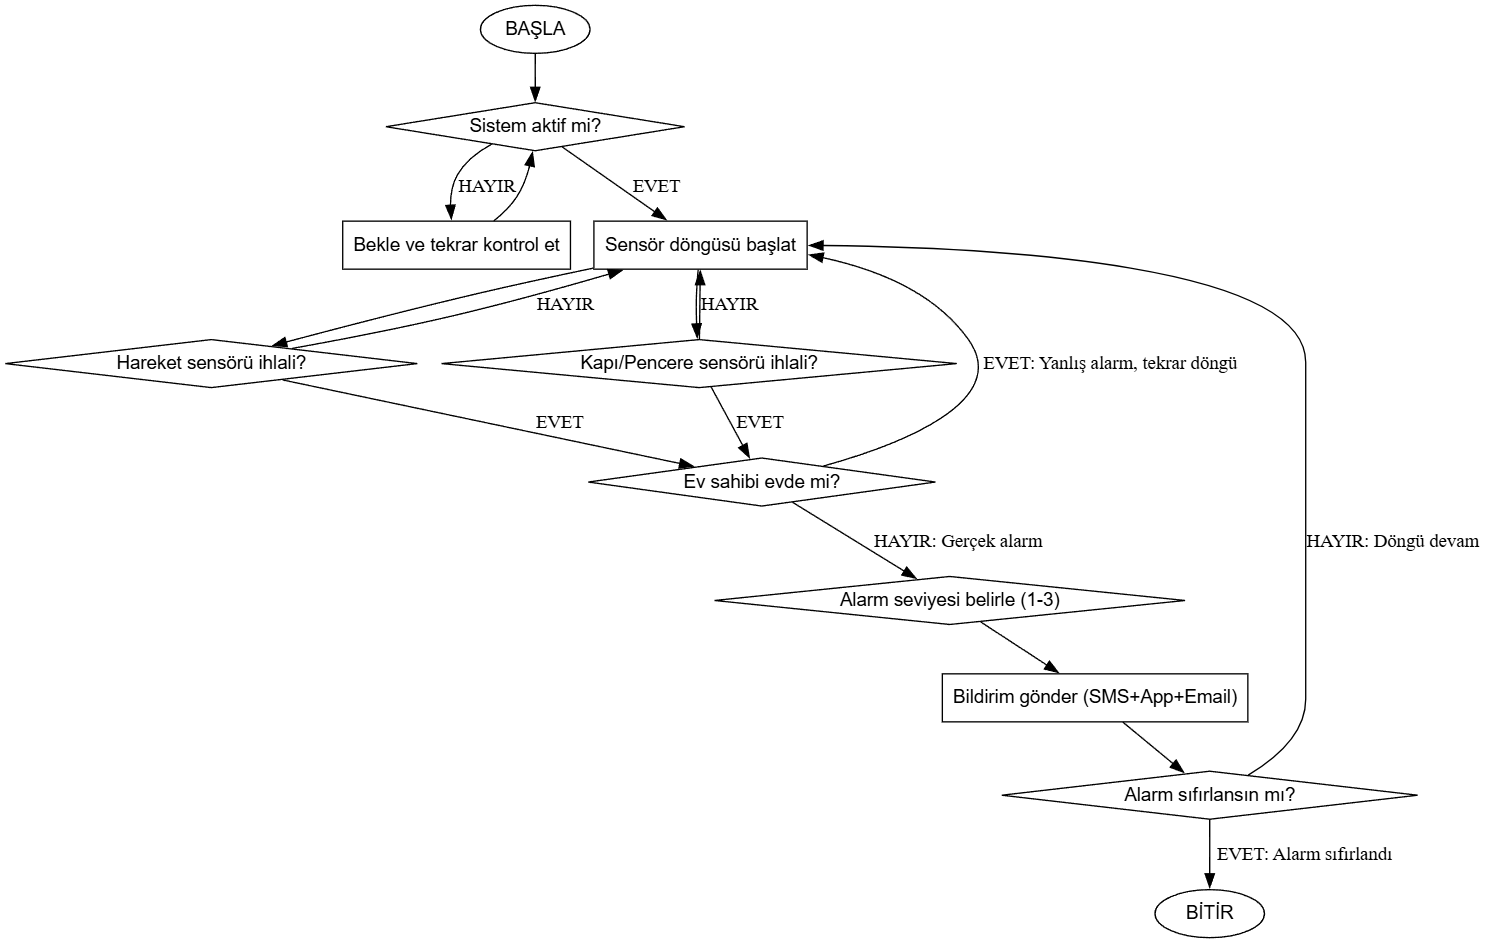 BAŞLA
Sistem aktif mi?
HAYIR
EVET
Bekle ve tekrar kontrol et
Sensör döngüsü başlat
HAYIR
HAYIR
Hareket sensörü ihlali?
Kapı/Pencere sensörü ihlali?
EVET: Yanlış alarm, tekrar döngü
EVET
EVET
Ev sahibi evde mi?
HAYIR: Gerçek alarm
HAYIR: Döngü devam
Alarm seviyesi belirle (1-3)
Bildirim gönder (SMS+App+Email)
Alarm sıfırlansın mı?
EVET: Alarm sıfırlandı
BİTİR